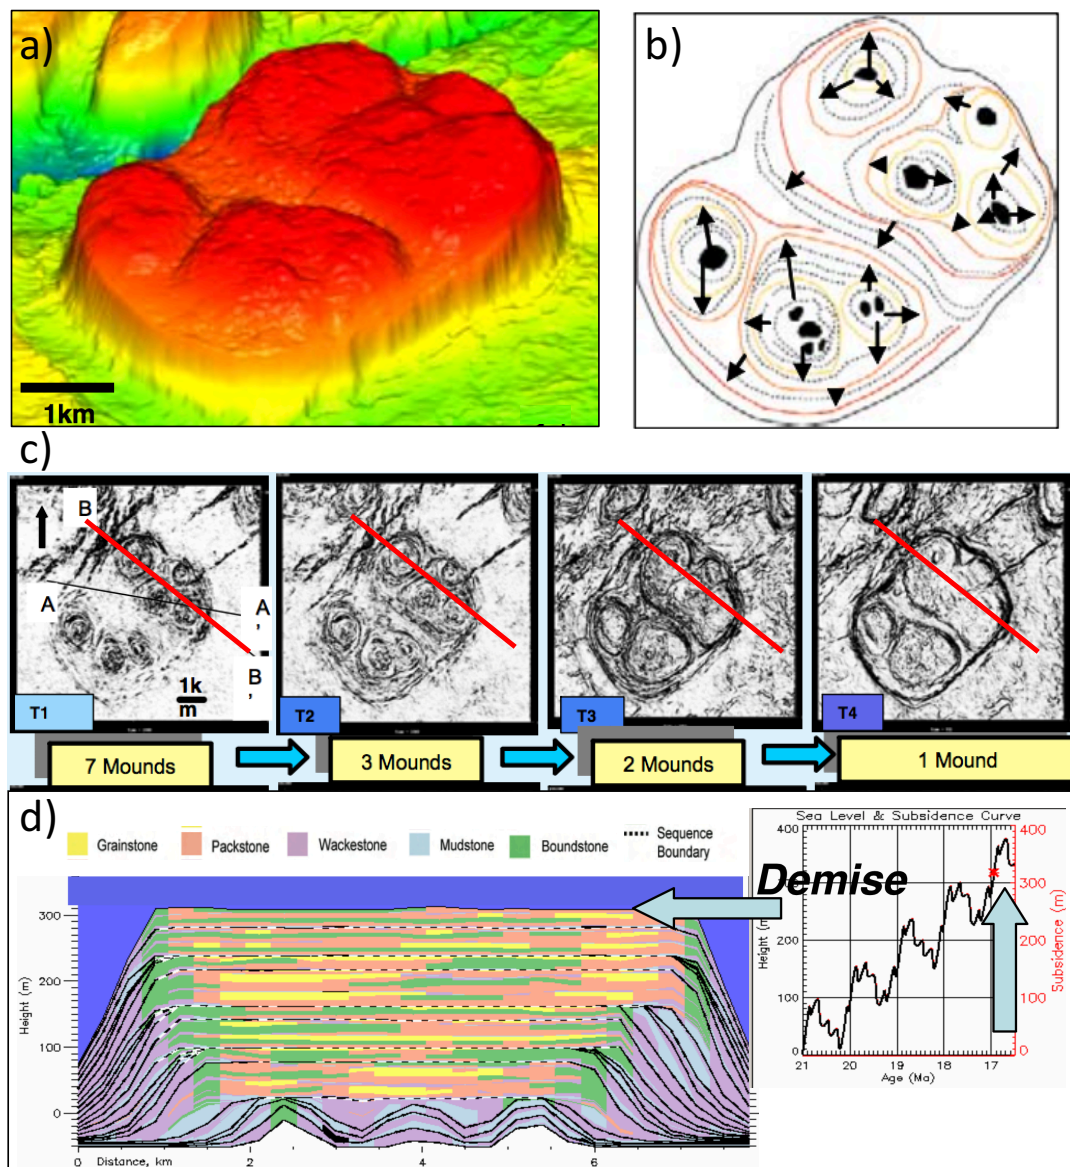 a)
1km
b)
c)
B
A
A
,
B
,
1k
m
T1
T2
T3
T4
7 Mounds
3 Mounds
2 Mounds
1 Mound
d)
Grainstone
Packstone
Wackestone
Mudstone
Boundstone
Sequence
Boundary
Height (m)
300
200
100
0
0
Distance, km
2
4
6
Demise
Sea Level & Subsidence Curve
400
300
200
100
0
Height (m)
400
300
200
100
0
Subsidence (m)
21
20
19
18
17
Age (Ma)